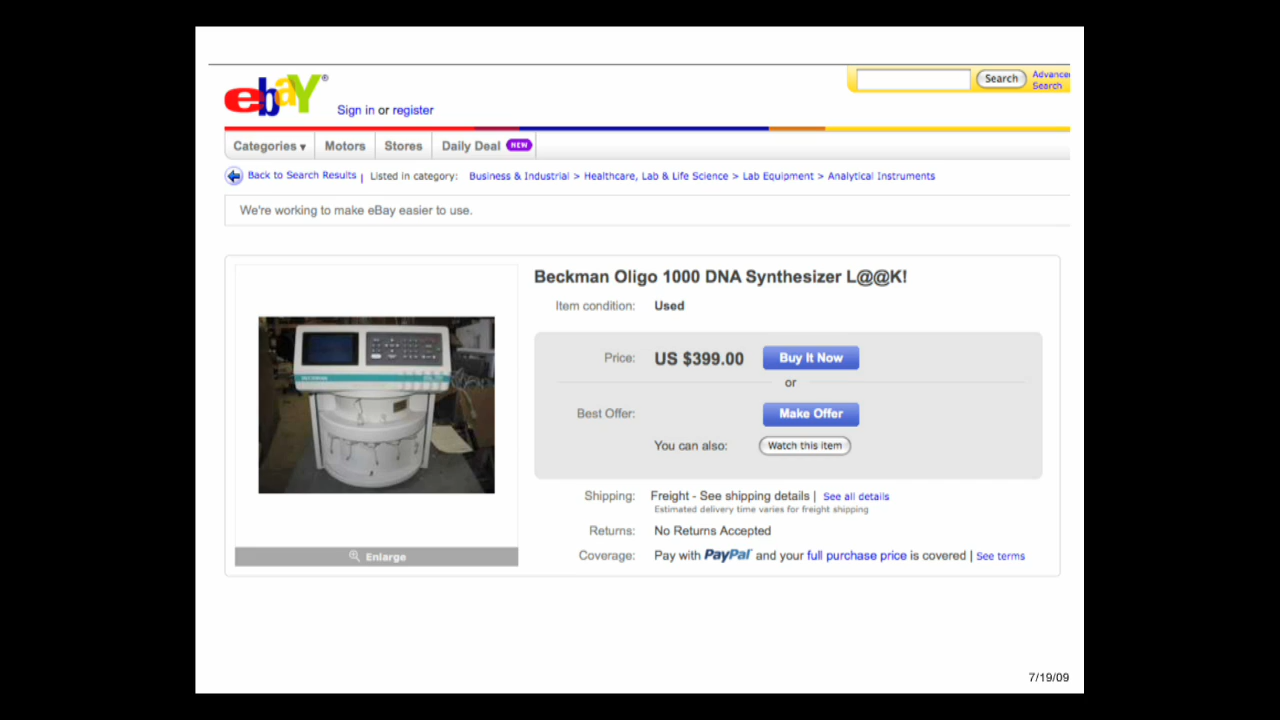 ebaY®
Sign in or register
Search
Advance
Search
Categories ▾ Motors Stores Daily Deal NEW
Back to Search Results | Listed in category: Business & Industrial > Healthcare, Lab & Life Science > Lab Equipment > Analytical Instruments
We're working to make eBay easier to use.
Beckman Oligo 1000 DNA Synthesizer L@@K!
Item condition: Used
Price: US $399.00 Buy It Now
or
Best Offer: Make Offer
You can also: Watch this item
Shipping: Freight - See shipping details | See all details
Estimated delivery time varies for freight shipping
Returns: No Returns Accepted
Coverage: Pay with PayPal and your full purchase price is covered | See terms
Enlarge
7/19/09